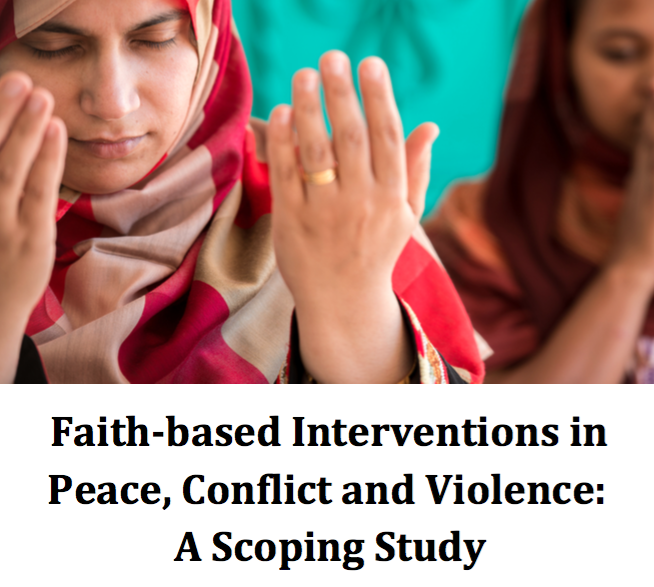 Faith-based Interventions in
Peace, Conflict and Violence:
A Scoping Study